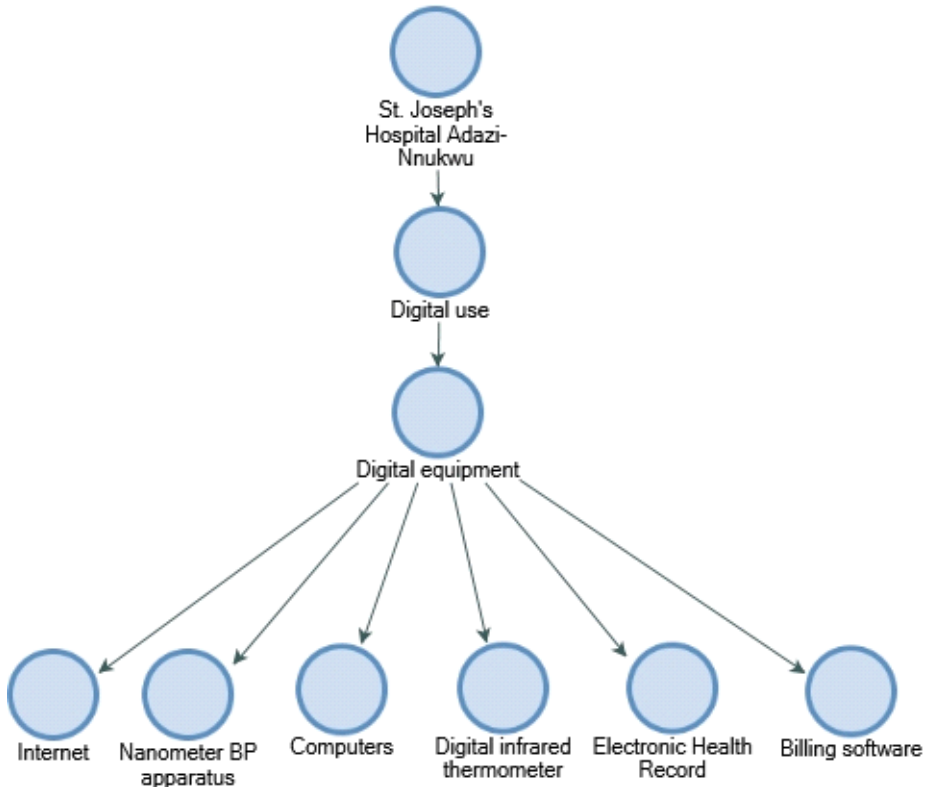 St. Joseph's
Hospital Adazi-
Nnukwu
Digital use
Digital equipment
Internet
Nanometer BP
apparatus
Computers
Digital infrared
thermometer
Electronic Health
Record
Billing software